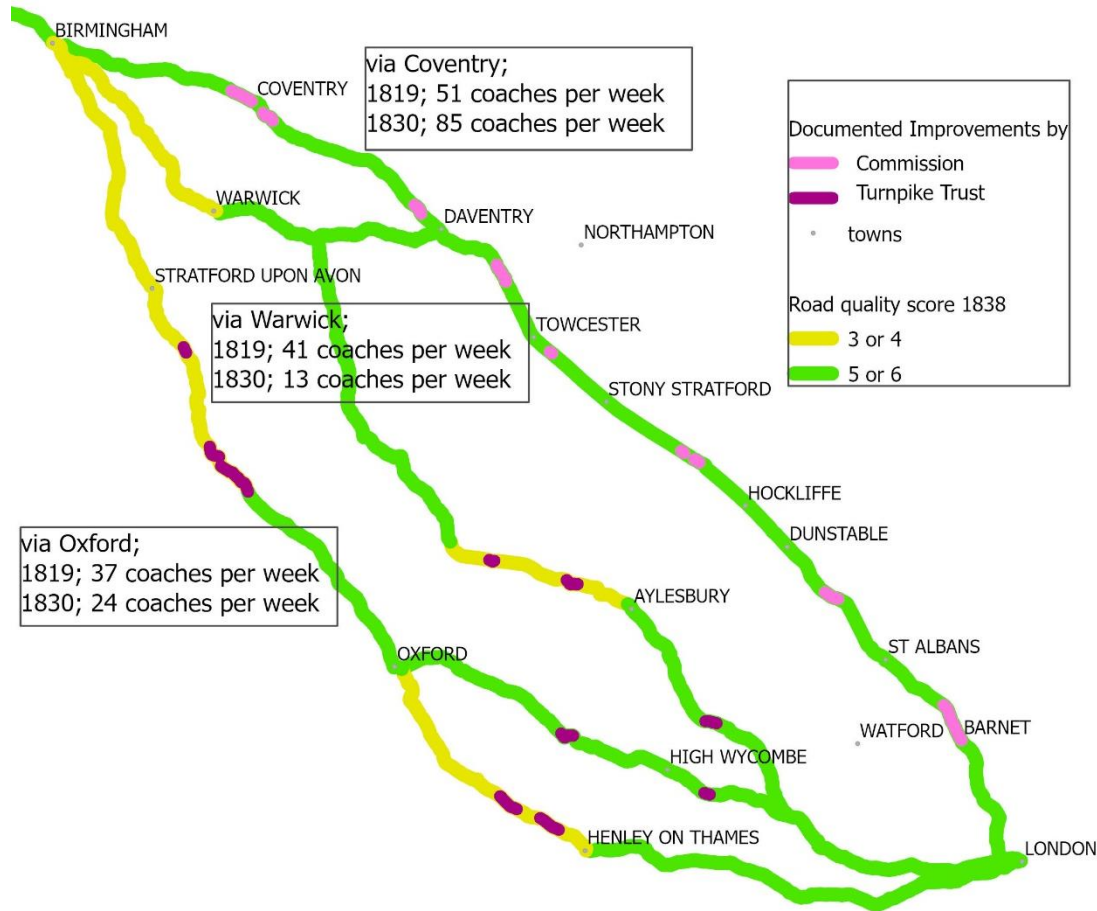 BIRMINGHAM
via Coventry;
1819; 51 coaches per week
1830; 85 coaches per week
COVENTRY
Documented Improvements by
Commission
Turnpike Trust
towns
Road quality score 1838
3 or 4
5 or 6
WARWICK
DAVENTRY
NORTHAMPTON
STRATFORD UPON AVON
via Warwick;
1819; 41 coaches per week
1830; 13 coaches per week
TOWCESTER
STONY STRATFORD
HOCKLIFFE
DUNSTABLE
via Oxford;
1819; 37 coaches per week
1830; 24 coaches per week
AYLESBURY
OXFORD
ST ALBANS
WATFORD
BARNET
HIGH WYCOMBE
HENLEY ON THAMES
LONDON